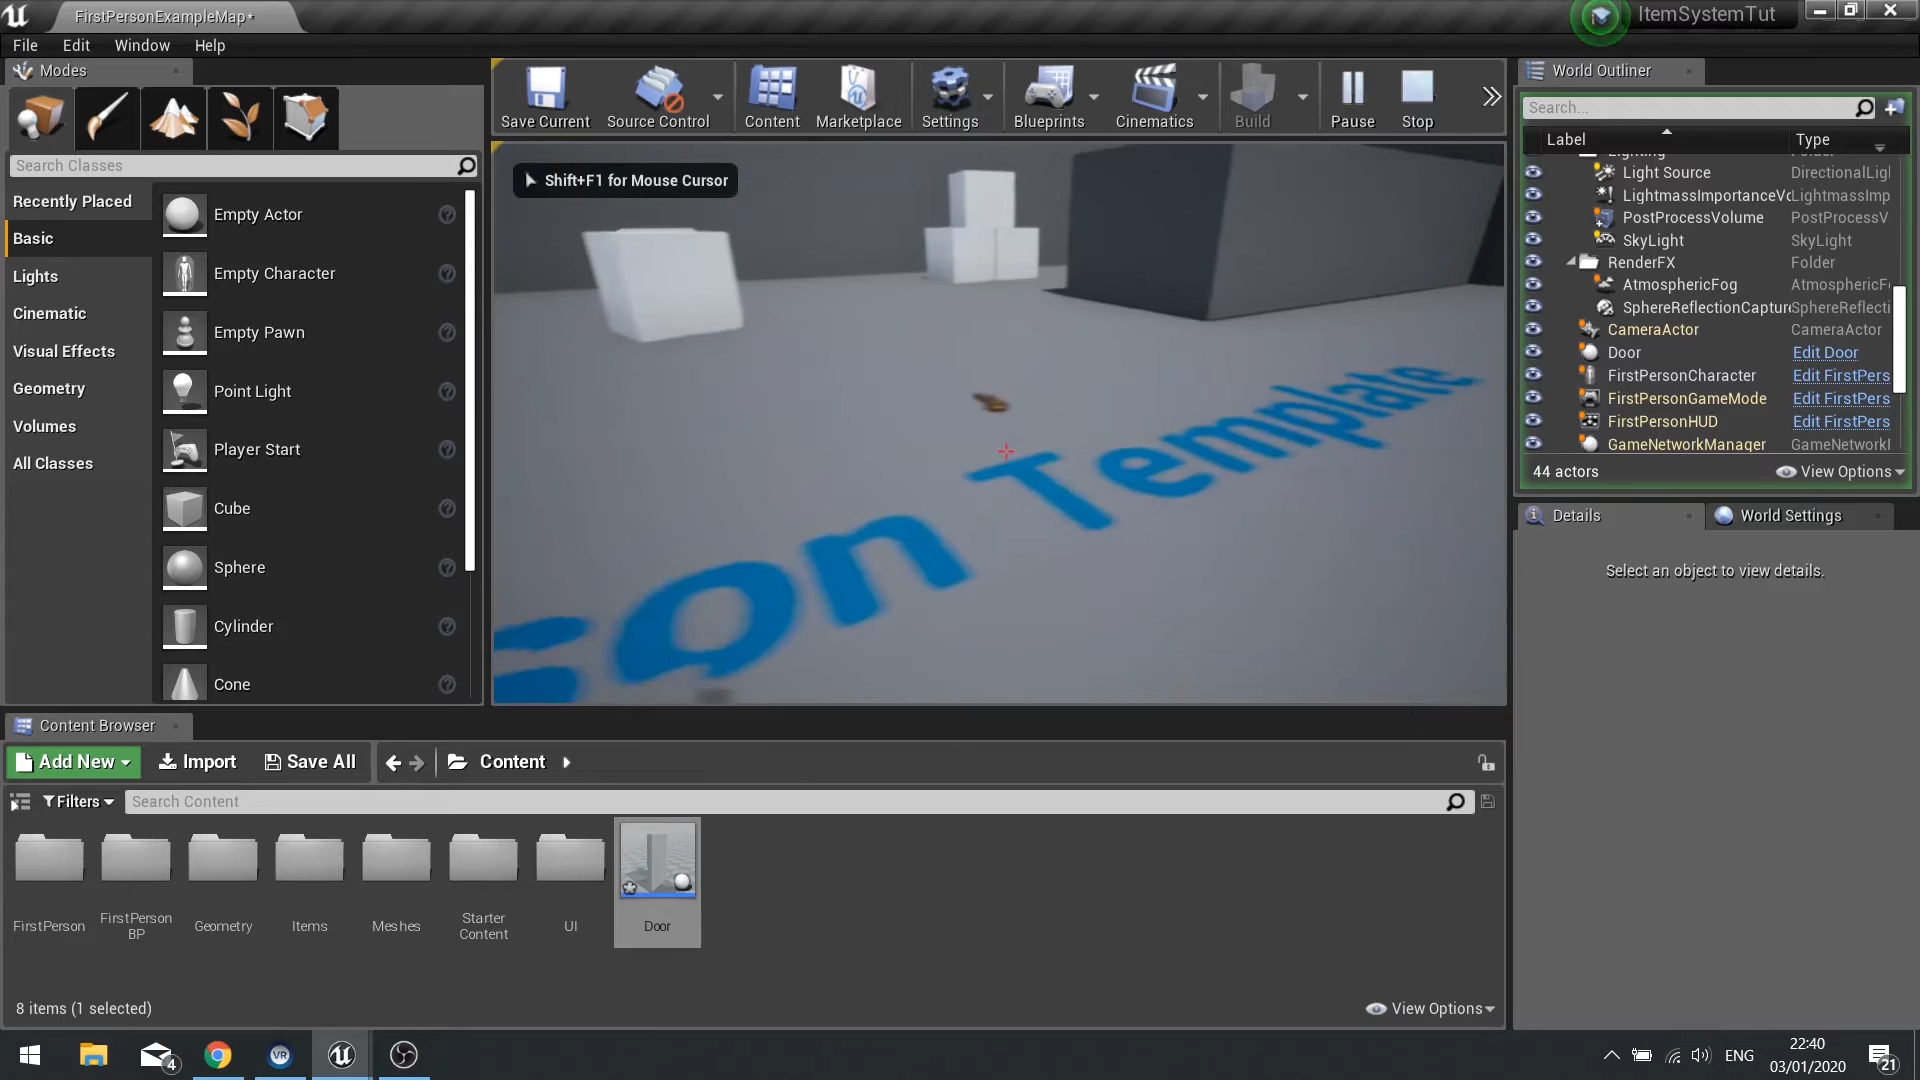 FirstPersonExampleMap*
ItemSystemTut
File Edit Window Help
Modes
Search Classes
Recently Placed
Basic
Lights
Cinematic
Visual Effects
Geometry
Volumes
All Classes
Empty Actor
Empty Character
Empty Pawn
Point Light
Player Start
Cube
Sphere
Cylinder
Cone
Save Current
Source Control
Content
Marketplace
Settings
Blueprints
Cinematics
Build
Pause
Stop
Shift+F1 for Mouse Cursor
on Template
World Outliner
Search...
Label Type
Lighting Folder
Light Source DirectionalLigl
LightmassImportanceVo LightmassImp
PostProcessVolume PostProcessV
SkyLight SkyLight
RenderFX Folder
AtmosphericFog AtmosphericF
SphereReflectionCapture SphereReflecti
CameraActor CameraActor
Door Edit Door
FirstPersonCharacter Edit FirstPers
FirstPersonGameMode Edit FirstPers
FirstPersonHUD Edit FirstPers
GameNetworkManager GameNetworkI
44 actors
View Options
Details
World Settings
Select an object to view details.
Content Browser
Add New
Import
Save All
Content
Filters
Search Content
FirstPerson
FirstPerson
BP
Geometry
Items
Meshes
Starter
Content
UI
Door
8 items (1 selected)
View Options
4
VR
ENG
22:40
03/01/2020
21